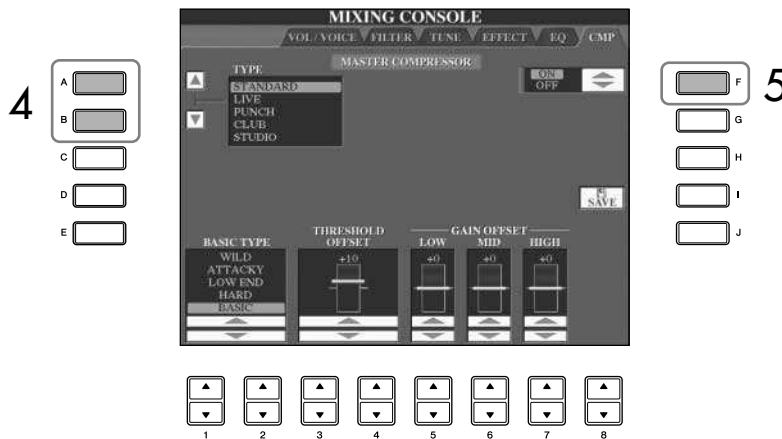 MIXING CONSOLE
VOL / VOICE FILTER TUNE EFFECT EQ CMP
MASTER COMPRESSOR
TYPE
STANDARD
LIVE
PUNCH
CLUB
STUDIO
ON
OFF
SAVE
BASIC TYPE
WILD
ATTACKY
LOW END
HARD
BASIC
THRESHOLD
OFFSET
+10
GAIN OFFSET
LOW MID HIGH
+0 +0 +0
4
A
B
C
D
E
5
F
G
H
I
J
1 2 3 4 5 6 7 8